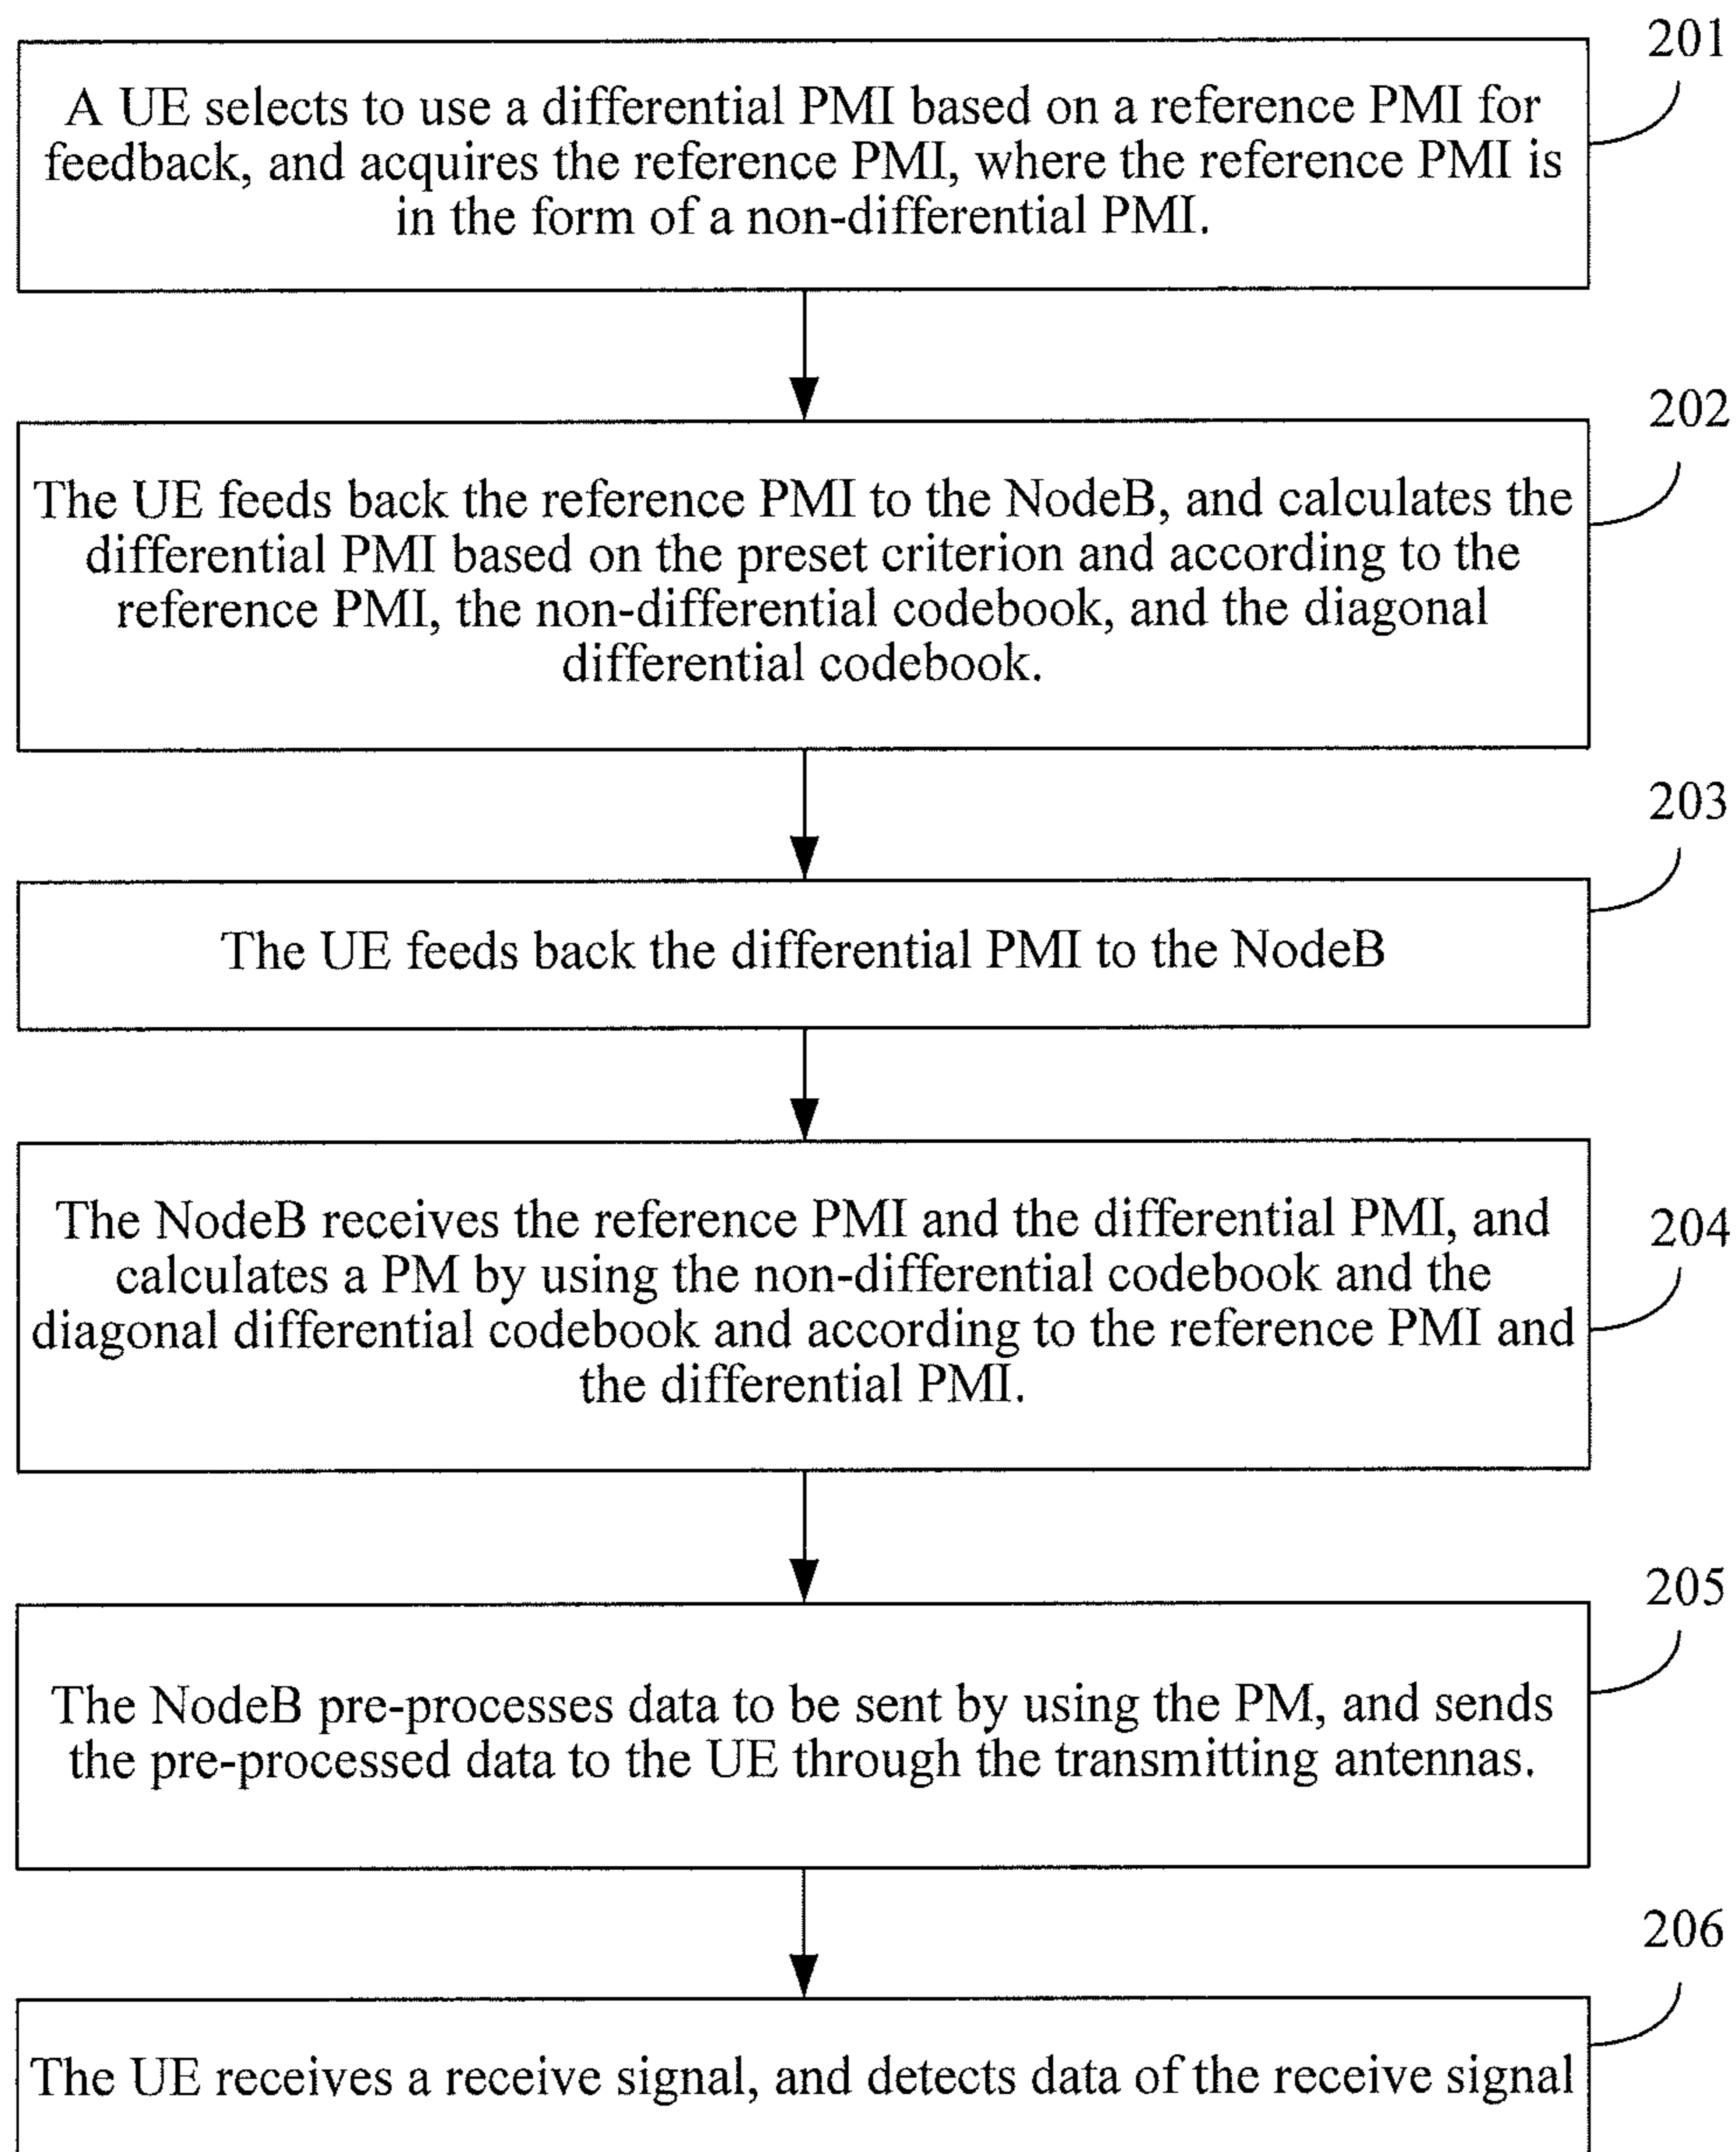 201
A UE selects to use a differential PMI based on a reference PMI for
feedback, and acquires the reference PMI, where the reference PMI is
in the form of a non-differential PMI.
202
The UE feeds back the reference PMI to the NodeB, and calculates the
differential PMI based on the preset criterion and according to the
reference PMI, the non-differential codebook, and the diagonal
differential codebook.
203
The UE feeds back the differential PMI to the NodeB
204
The NodeB receives the reference PMI and the differential PMI, and
calculates a PM by using the non-differential codebook and the
diagonal differential codebook and according to the reference PMI and
the differential PMI.
205
The NodeB pre-processes data to be sent by using the PM, and sends
the pre-processed data to the UE through the transmitting antennas.
206
The UE receives a receive signal, and detects data of the receive signal